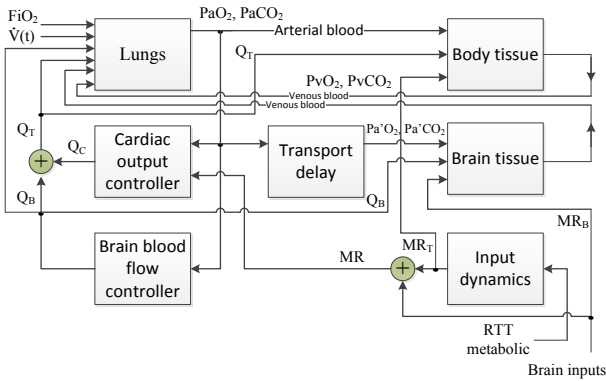 FiO2
V̇(t)
PaO2, PaCO2
Lungs
Arterial blood
QT
Body tissue
PvO2, PvCO2
Venous blood
Venous blood
QT
QC
Cardiac
output
controller
Transport
delay
Pa'O2, Pa'CO2
Brain tissue
QB
QB
MRB
Brain blood
flow
controller
MR
MRT
Input
dynamics
RTT
metabolic
Brain inputs